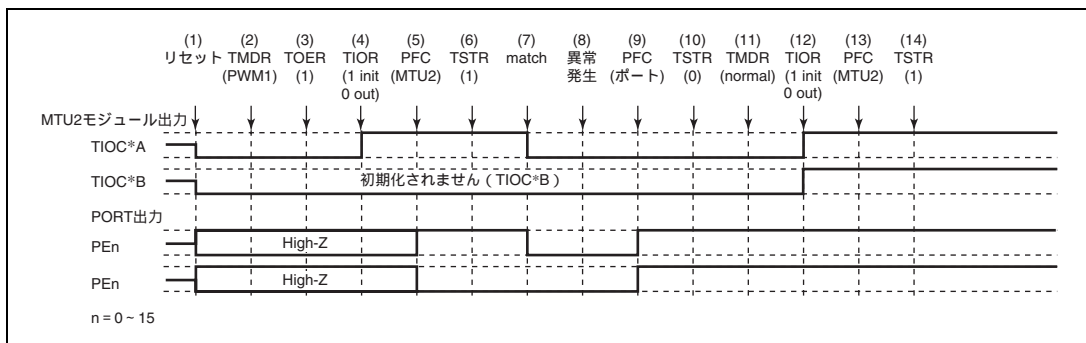 (1) (2) (3) (4) (5) (6) (7) (8) (9) (10) (11) (12) (13) (14)
リセット TMDR TOER TIOR PFC TSTR match 異常 PFC TSTR TMDR TIOR PFC TSTR
(PWM1) (1) (1 init (MTU2) (1) 発生 (ポート) (0) (normal) (1 init (MTU2) (1)
0 out) 0 out)
MTU2モジュール出力
TIOC*A
TIOC*B 初期化されません(TIOC*B)
PORT出力
PEn High-Z
PEn High-Z
n = 0 ~ 15